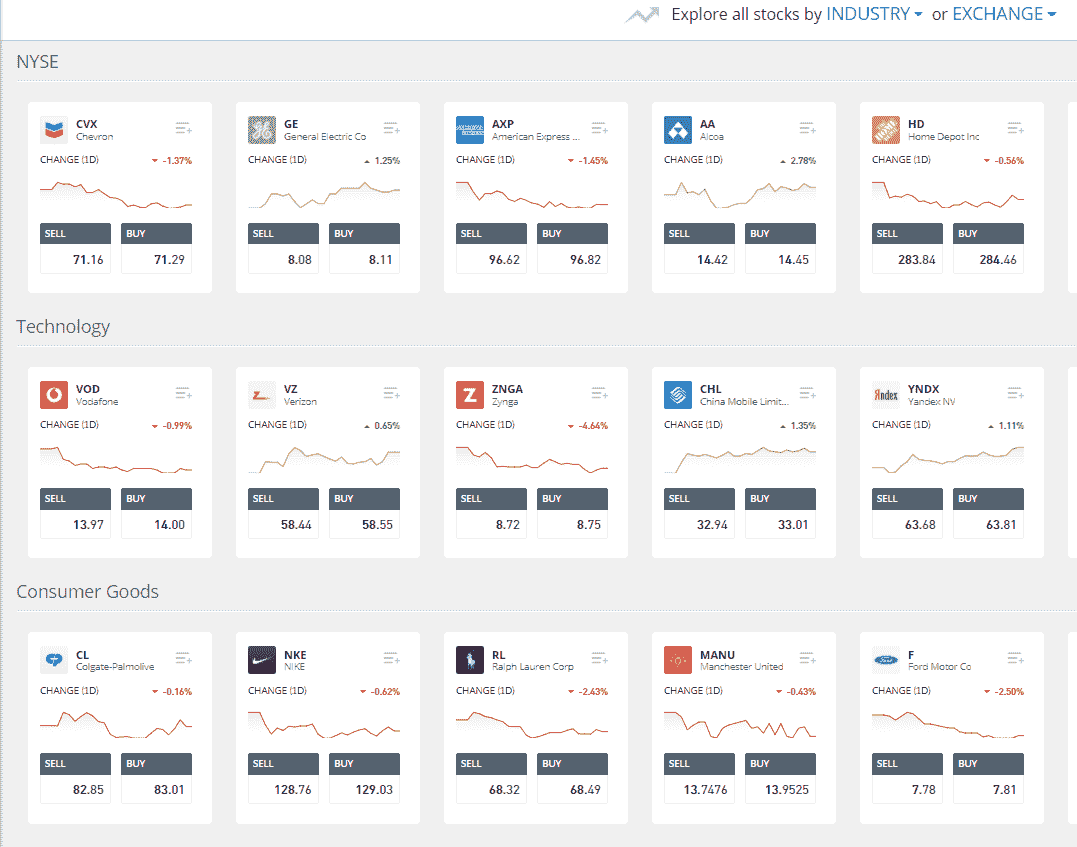 Explore all stocks by INDUSTRY or EXCHANGE
NYSE
CVX
Chevron
CHANGE (1D) -1.37%
SELL BUY
71.16 71.29
GE
General Electric Co
CHANGE (1D) 1.25%
SELL BUY
8.08 8.11
AXP
American Express ...
CHANGE (1D) -1.45%
SELL BUY
96.62 96.82
AA
Alcoa
CHANGE (1D) 2.78%
SELL BUY
14.42 14.45
HD
Home Depot Inc
CHANGE (1D) -0.56%
SELL BUY
283.84 284.46
Technology
VOD
Vodafone
CHANGE (1D) -0.99%
SELL BUY
13.97 14.00
VZ
Verizon
CHANGE (1D) 0.65%
SELL BUY
58.44 58.55
ZNGA
Zynga
CHANGE (1D) -4.64%
SELL BUY
8.72 8.75
CHL
China Mobile Limit...
CHANGE (1D) 1.35%
SELL BUY
32.94 33.01
Яndex
YNDX
Yandex NV
CHANGE (1D) 1.11%
SELL BUY
63.68 63.81
Consumer Goods
CL
Colgate-Palmolive
CHANGE (1D) -0.16%
SELL BUY
82.85 83.01
NKE
NIKE
CHANGE (1D) -0.62%
SELL BUY
128.76 129.03
RL
Ralph Lauren Corp
CHANGE (1D) -2.43%
SELL BUY
68.32 68.49
MANU
Manchester United
CHANGE (1D) -0.43%
SELL BUY
13.7476 13.9525
F
Ford Motor Co
CHANGE (1D) -2.50%
SELL BUY
7.78 7.81